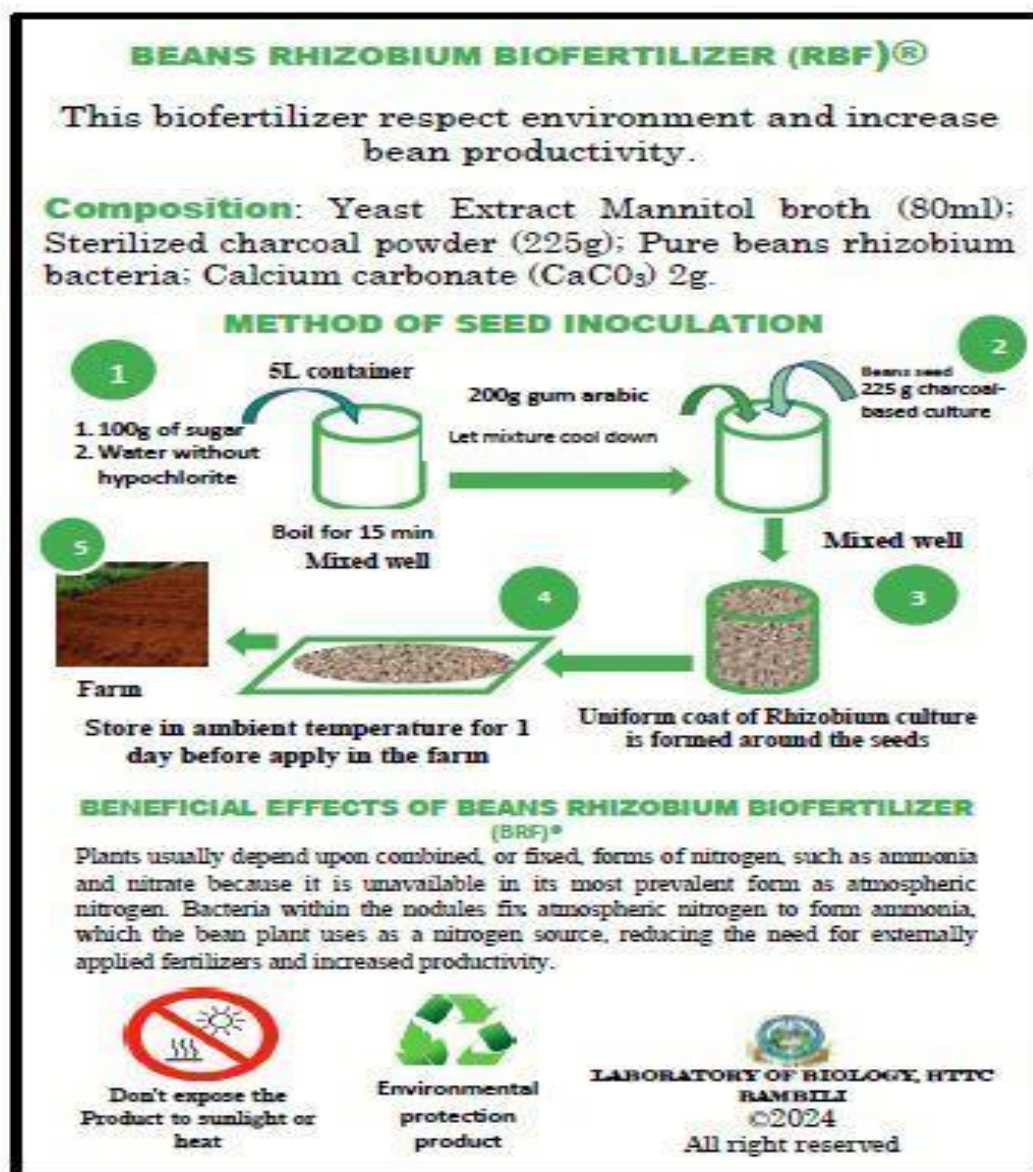 BEANS RHIZOBIUM BIOFERTILIZER (RBF)®
This biofertilizer respect environment and increase
bean productivity.
Composition: Yeast Extract Mannitol broth (80ml);
Sterilized charcoal powder (225g); Pure beans rhizobium
bacteria; Calcium carbonate (CaC0₃) 2g.
METHOD OF SEED INOCULATION
1
5L container
1. 100g of sugar
2. Water without
hypochlorite
Boil for 15 min
Mixed well
200g gum arabic
Let mixture cool down
2
Beans seed
225 g charcoal-
based culture
Mixed well
3
Uniform coat of Rhizobium culture
is formed around the seeds
4
Store in ambient temperature for 1
day before apply in the farm
5
Farm
BENEFICIAL EFFECTS OF BEANS RHIZOBIUM BIOFERTILIZER
(BRF)®
Plants usually depend upon combined, or fixed, forms of nitrogen, such as ammonia
and nitrate because it is unavailable in its most prevalent form as atmospheric
nitrogen. Bacteria within the nodules fix atmospheric nitrogen to form ammonia,
which the bean plant uses as a nitrogen source, reducing the need for externally
applied fertilizers and increased productivity.
Don't expose the
Product to sunlight or
heat
Environmental
protection
product
LABORATORY OF BIOLOGY, HTTC
BAMBILI
©2024
All right reserved